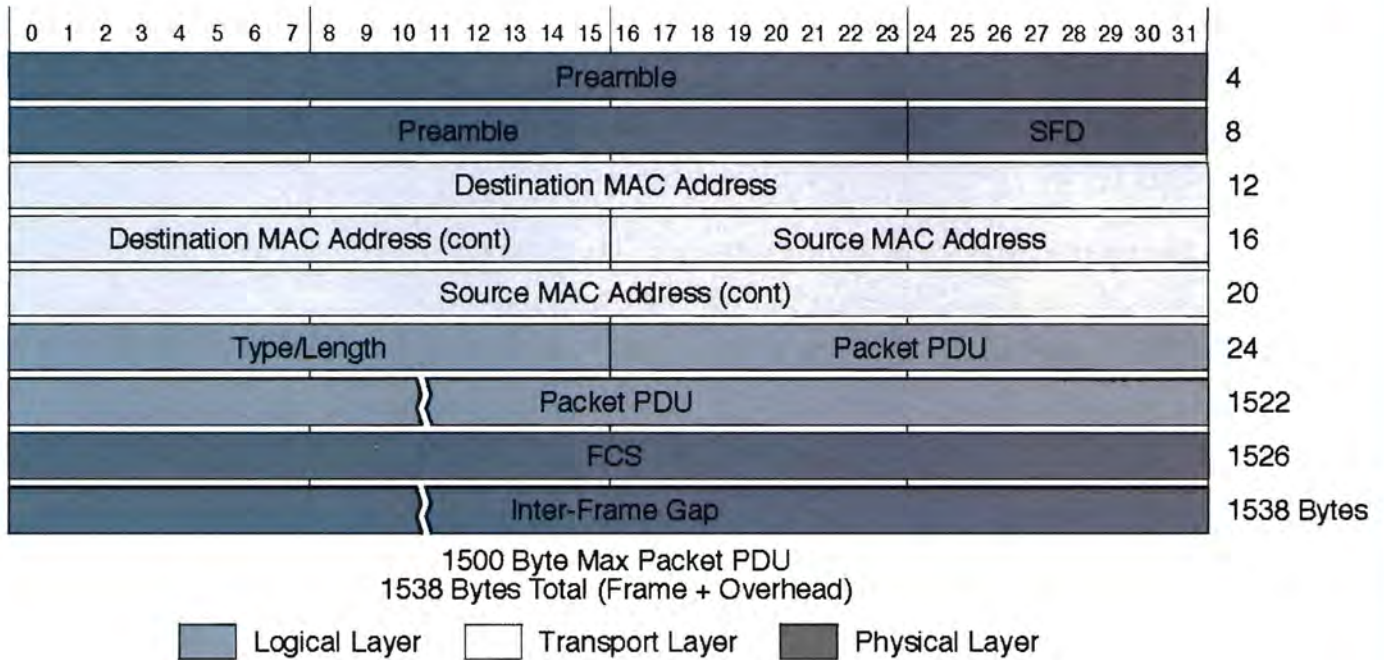 0 1 2 3 4 5 6 7 8 9 10 11 12 13 14 15 16 17 18 19 20 21 22 23 24 25 26 27 28 29 30 31
Preamble 4
Preamble SFD 8
Destination MAC Address 12
Destination MAC Address (cont) Source MAC Address 16
Source MAC Address (cont) 20
Type/Length Packet PDU 24
Packet PDU 1522
FCS 1526
Inter-Frame Gap 1538 Bytes
1500 Byte Max Packet PDU
1538 Bytes Total (Frame + Overhead)
Logical Layer Transport Layer Physical Layer